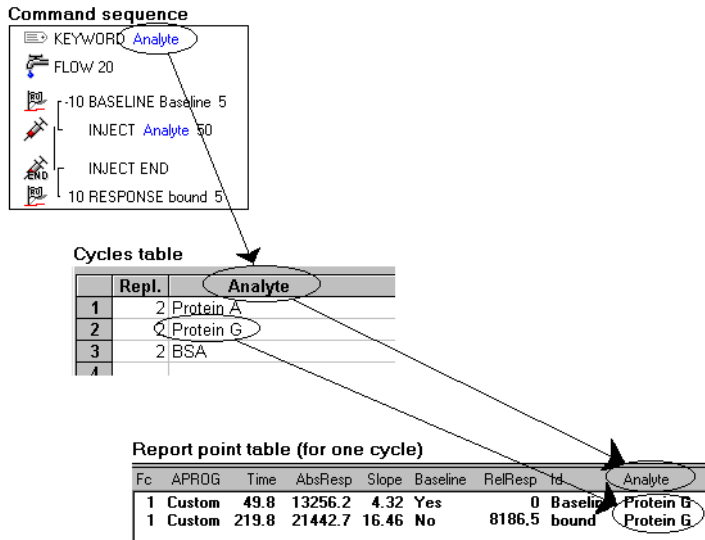 Command sequence
KEYWORD Analyte
FLOW 20
-10 BASELINE Baseline 5
INJECT Analyte 50
INJECT END
10 RESPONSE bound 5
Cycles table
Repl. Analyte
1 2 Protein A
2 2 Protein G
3 2 BSA
4
Report point table (for one cycle)
Fc APROG Time AbsResp Slope Baseline RelResp Id Analyte
1 Custom 49.8 13256.2 4.32 Yes 0 Baseline Protein G
1 Custom 219.8 21442.7 16.46 No 8186.5 bound Protein G